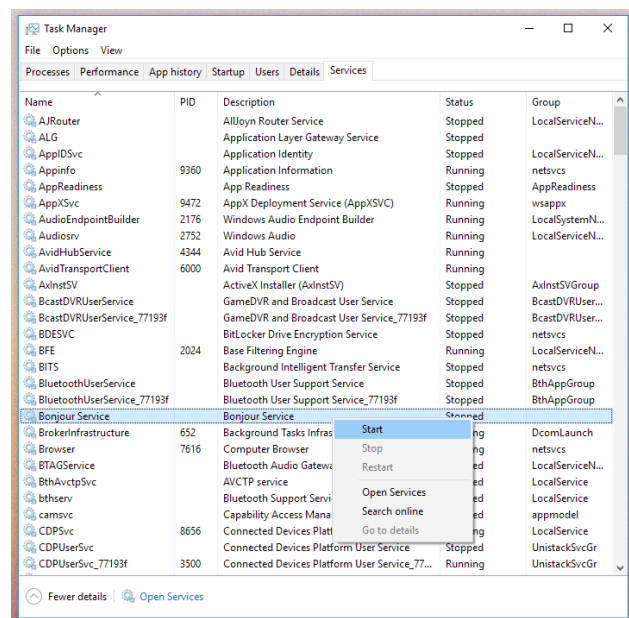 Task Manager
File Options View
Processes Performance App history Startup Users Details Services
Name PID Description Status Group
AJRouter AllJoyn Router Service Stopped LocalServiceN...
ALG Application Layer Gateway Service Stopped
AppIDSvc Application Identity Stopped LocalServiceN...
Appinfo 9360 Application Information Running netsvcs
AppReadiness App Readiness Stopped AppReadiness
AppXSvc 9472 AppX Deployment Service (AppXSVC) Running wsappx
AudioEndpointBuilder 2176 Windows Audio Endpoint Builder Running LocalSystemN...
Audiosrv 2752 Windows Audio Running LocalServiceN...
AvidHubService 4344 Avid Hub Service Running
AvidTransportClient 6000 Avid Transport Client Running
AxInstSV ActiveX Installer (AxInstSV) Stopped AxInstSVGroup
BcastDVRUserService GameDVR and Broadcast User Service Stopped BcastDVRUser...
BcastDVRUserService_77193f GameDVR and Broadcast User Service_77193f Stopped BcastDVRUser...
BDESVC BitLocker Drive Encryption Service Stopped netsvcs
BFE 2024 Base Filtering Engine Running LocalServiceN...
BITS Background Intelligent Transfer Service Stopped netsvcs
BluetoothUserService Bluetooth User Support Service Stopped BthAppGroup
BluetoothUserService_77193f Bluetooth User Support Service_77193f Stopped BthAppGroup
Bonjour Service Bonjour Service Stopped
BrokerInfrastructure 652 Background Tasks Infras Start ng DcomLaunch
Browser 7616 Computer Browser Stop ng netsvcs
BTAGService Bluetooth Audio Gatewa Restart ed LocalServiceN...
BthAvctpSvc AVCTP service ed LocalService
bthserv Bluetooth Support Servi Open Services ed LocalService
camsvc Capability Access Mana Search online ed appmodel
CDPSvc 8656 Connected Devices Platf Go to details ng LocalService
CDPUserSvc Connected Devices Platform User Service Stopped UnistackSvcGr
CDPUserSvc_77193f 3500 Connected Devices Platform User Service_77... Running UnistackSvcGr
Fewer details Open Services